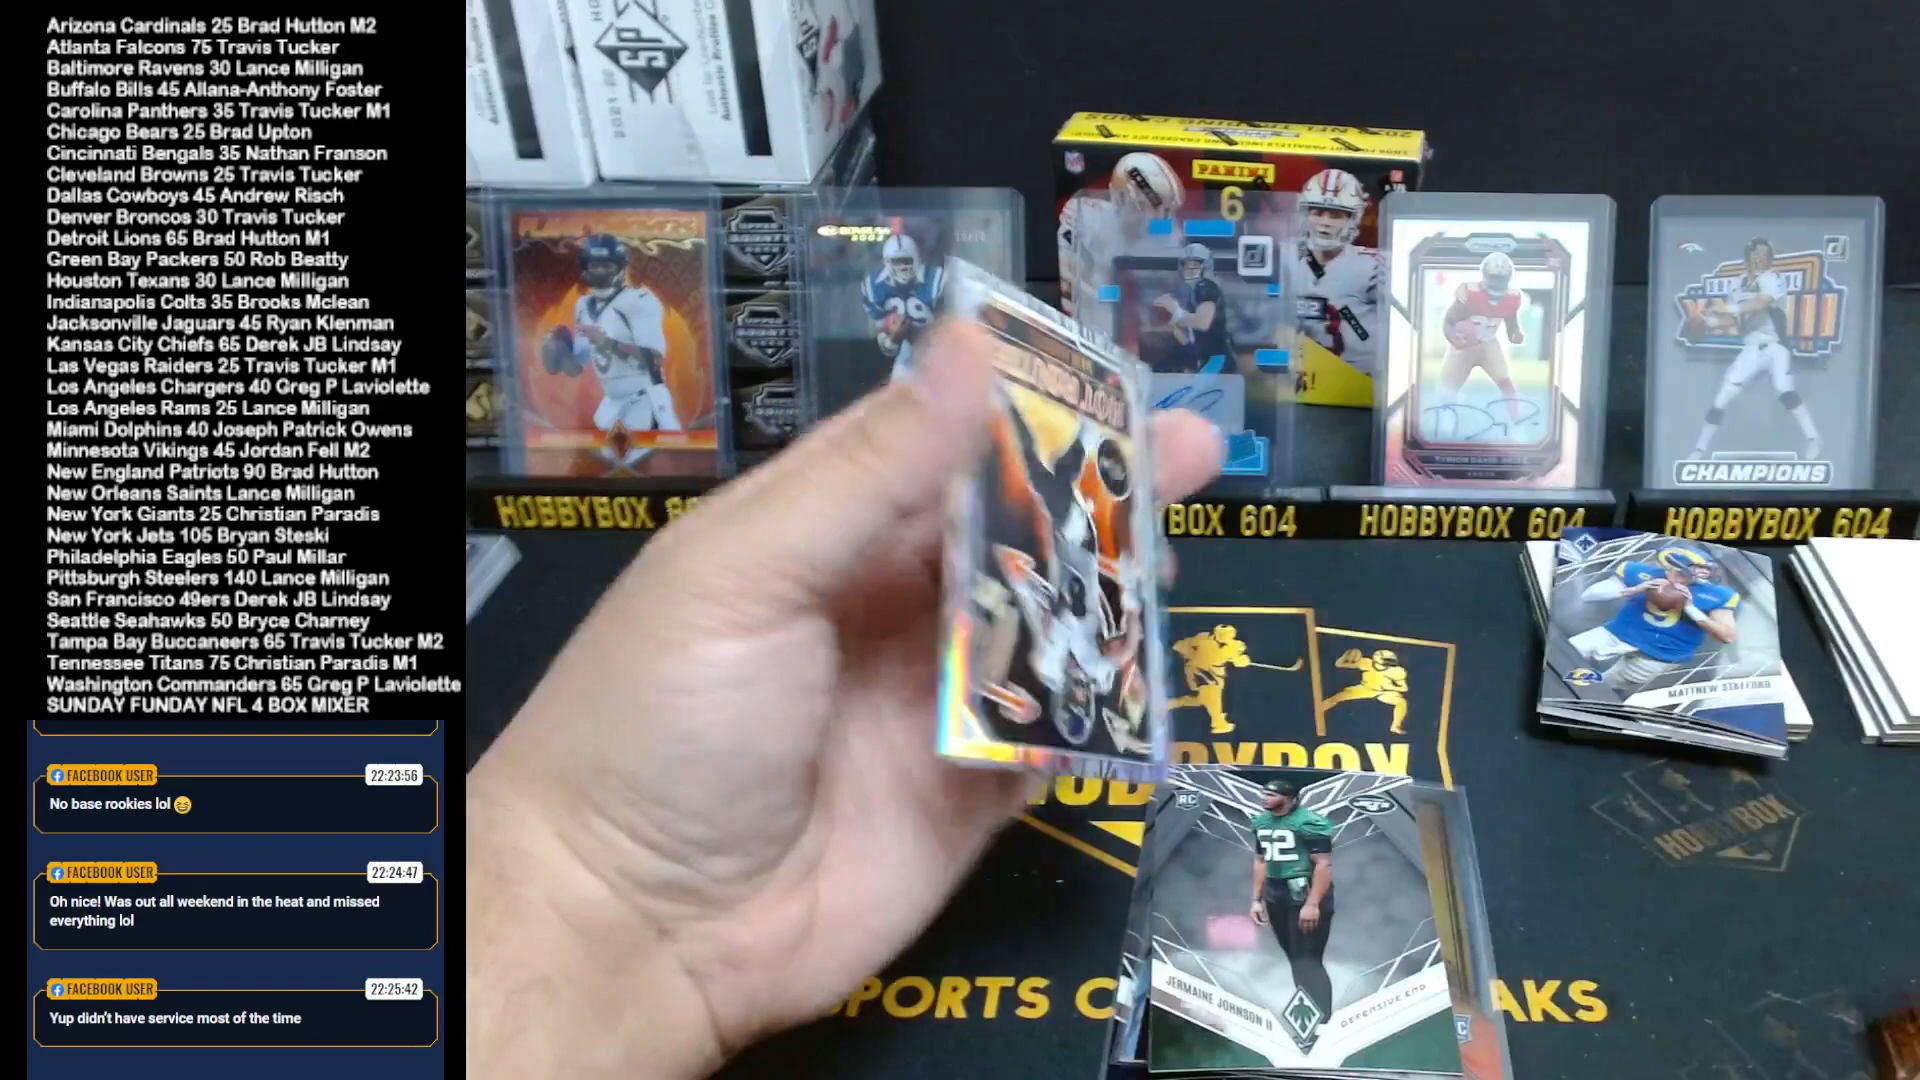 Arizona Cardinals 25 Brad Hutton M2
Atlanta Falcons 75 Travis Tucker
Baltimore Ravens 30 Lance Milligan
Buffalo Bills 45 Allana-Anthony Foster
Carolina Panthers 35 Travis Tucker M1
Chicago Bears 25 Brad Upton
Cincinnati Bengals 35 Nathan Franson
Cleveland Browns 25 Travis Tucker
Dallas Cowboys 45 Andrew Risch
Denver Broncos 30 Travis Tucker
Detroit Lions 65 Brad Hutton M1
Green Bay Packers 50 Rob Beatty
Houston Texans 30 Lance Milligan
Indianapolis Colts 35 Brooks Mclean
Jacksonville Jaguars 45 Ryan Klenman
Kansas City Chiefs 65 Derek JB Lindsay
Las Vegas Raiders 25 Travis Tucker M1
Los Angeles Chargers 40 Greg P Laviolette
Los Angeles Rams 25 Lance Milligan
Miami Dolphins 40 Joseph Patrick Owens
Minnesota Vikings 45 Jordan Fell M2
New England Patriots 90 Brad Hutton
New Orleans Saints Lance Milligan
New York Giants 25 Christian Paradis
New York Jets 105 Bryan Steski
Philadelphia Eagles 50 Paul Millar
Pittsburgh Steelers 140 Lance Milligan
San Francisco 49ers Derek JB Lindsay
Seattle Seahawks 50 Bryce Charney
Tampa Bay Buccaneers 65 Travis Tucker M2
Tennessee Titans 75 Christian Paradis M1
Washington Commanders 65 Greg P Laviolette
SUNDAY FUNDAY NFL 4 BOX MIXER
FACEBOOK USER 22:23:56
No base rookies lol 😆
FACEBOOK USER 22:24:47
Oh nice! Was out all weekend in the heat and missed
everything lol
FACEBOOK USER 22:25:42
Yup didn't have service most of the time
SP
2021-22
PANINI
6
HOBBYBOX
BOX 604
HOBBYBOX 604
HOBBYBOX 604
CHAMPIONS
MATTHEW STAFFORD
9
RC
52
JERMAINE JOHNSON II
DEFENSIVE END
HOBBYBOX
SPORTS C
AKS